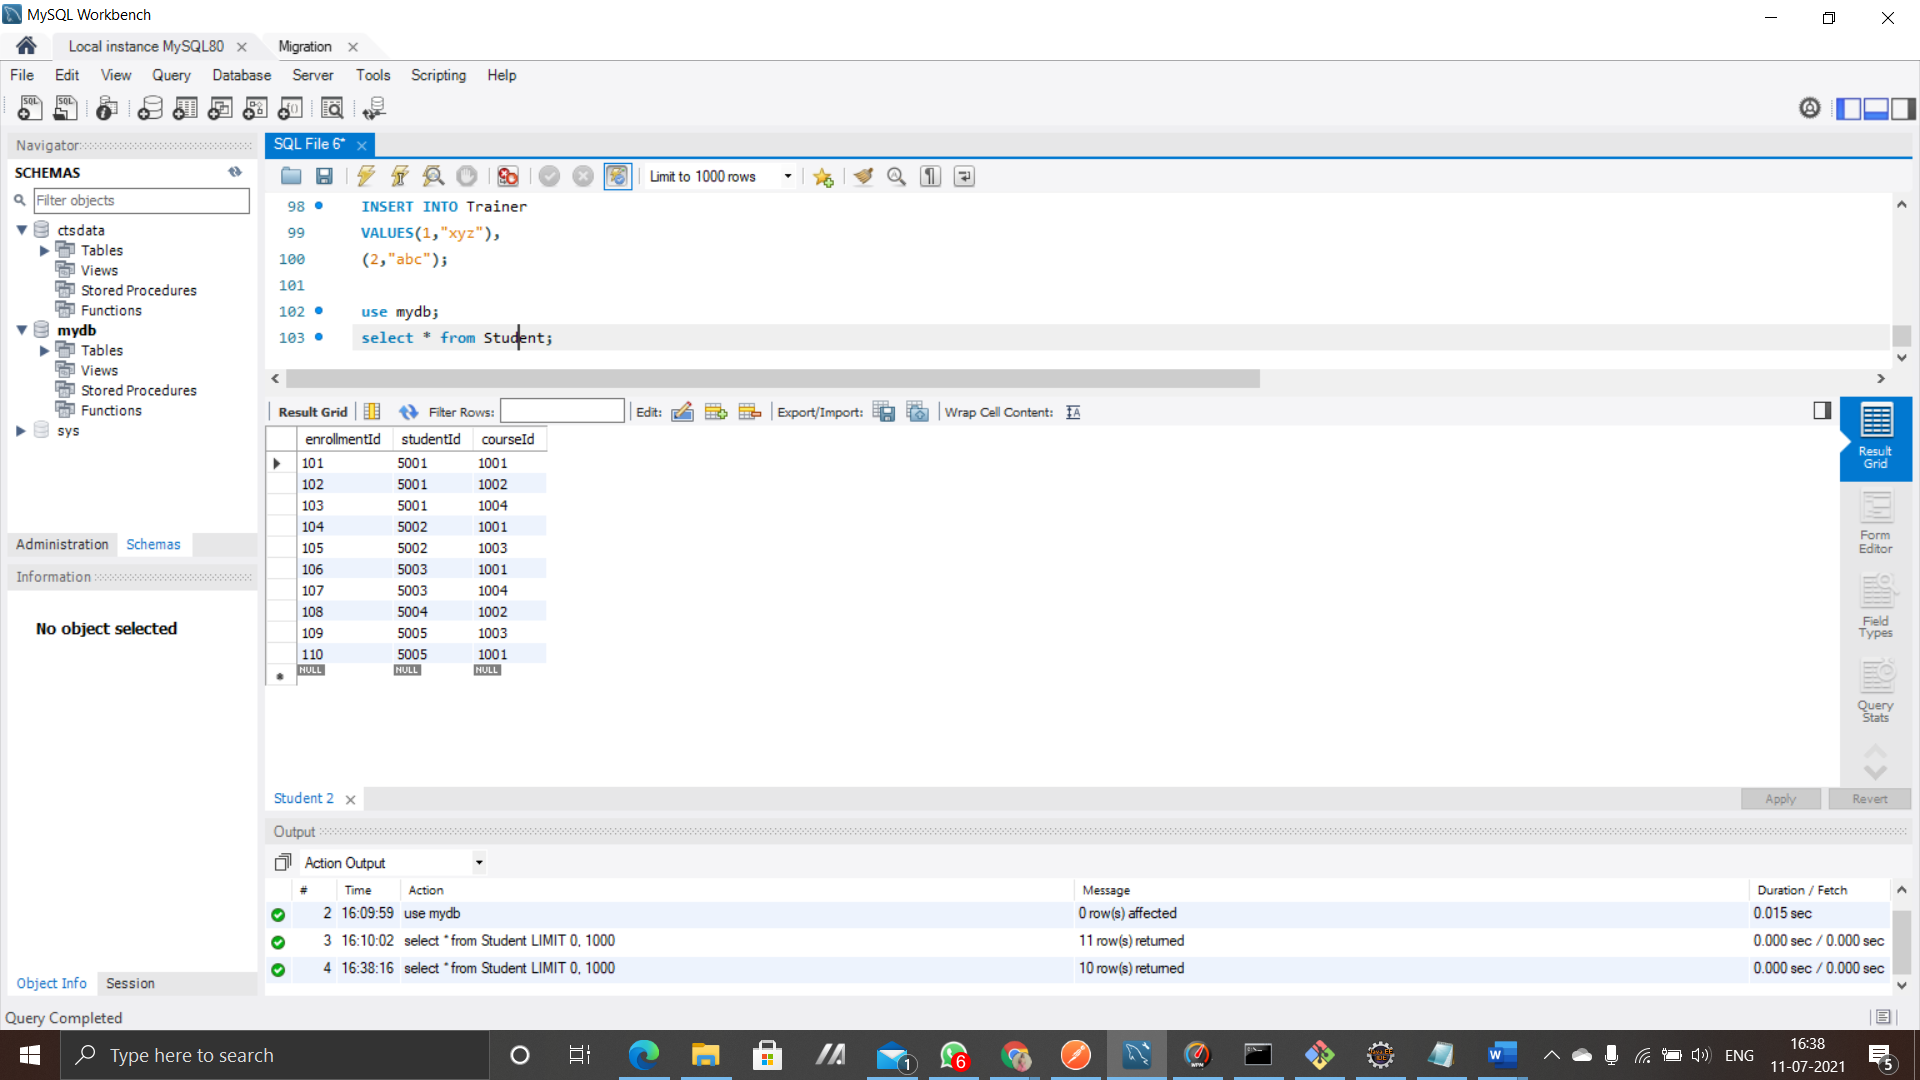 MySQL Workbench
Local instance MySQL80
Migration
File Edit View Query Database Server Tools Scripting Help
Navigator
SQL File 6*
SCHEMAS
Limit to 1000 rows
Filter objects
ctsdata
Tables
Views
Stored Procedures
Functions
mydb
Tables
Views
Stored Procedures
Functions
sys
98 INSERT INTO Trainer
99 VALUES(1,"xyz"),
100 (2,"abc");
101
102 use mydb;
103 select * from Student;
Result Grid Filter Rows: Edit: Export/Import: Wrap Cell Content:
enrollmentId studentId courseId
101 5001 1001
102 5001 1002
103 5001 1004
104 5002 1001
105 5002 1003
106 5003 1001
107 5003 1004
108 5004 1002
109 5005 1003
110 5005 1001
NULL NULL NULL
Result Grid
Form Editor
Field Types
Query Stats
Administration Schemas
Information
No object selected
Student 2
Apply Revert
Output
Action Output
# Time Action Message Duration / Fetch
2 16:09:59 use mydb 0 row(s) affected 0.015 sec
3 16:10:02 select * from Student LIMIT 0, 1000 11 row(s) returned 0.000 sec / 0.000 sec
4 16:38:16 select * from Student LIMIT 0, 1000 10 row(s) returned 0.000 sec / 0.000 sec
Object Info Session
Query Completed
Type here to search
1
6
ENG
16:38
11-07-2021
5